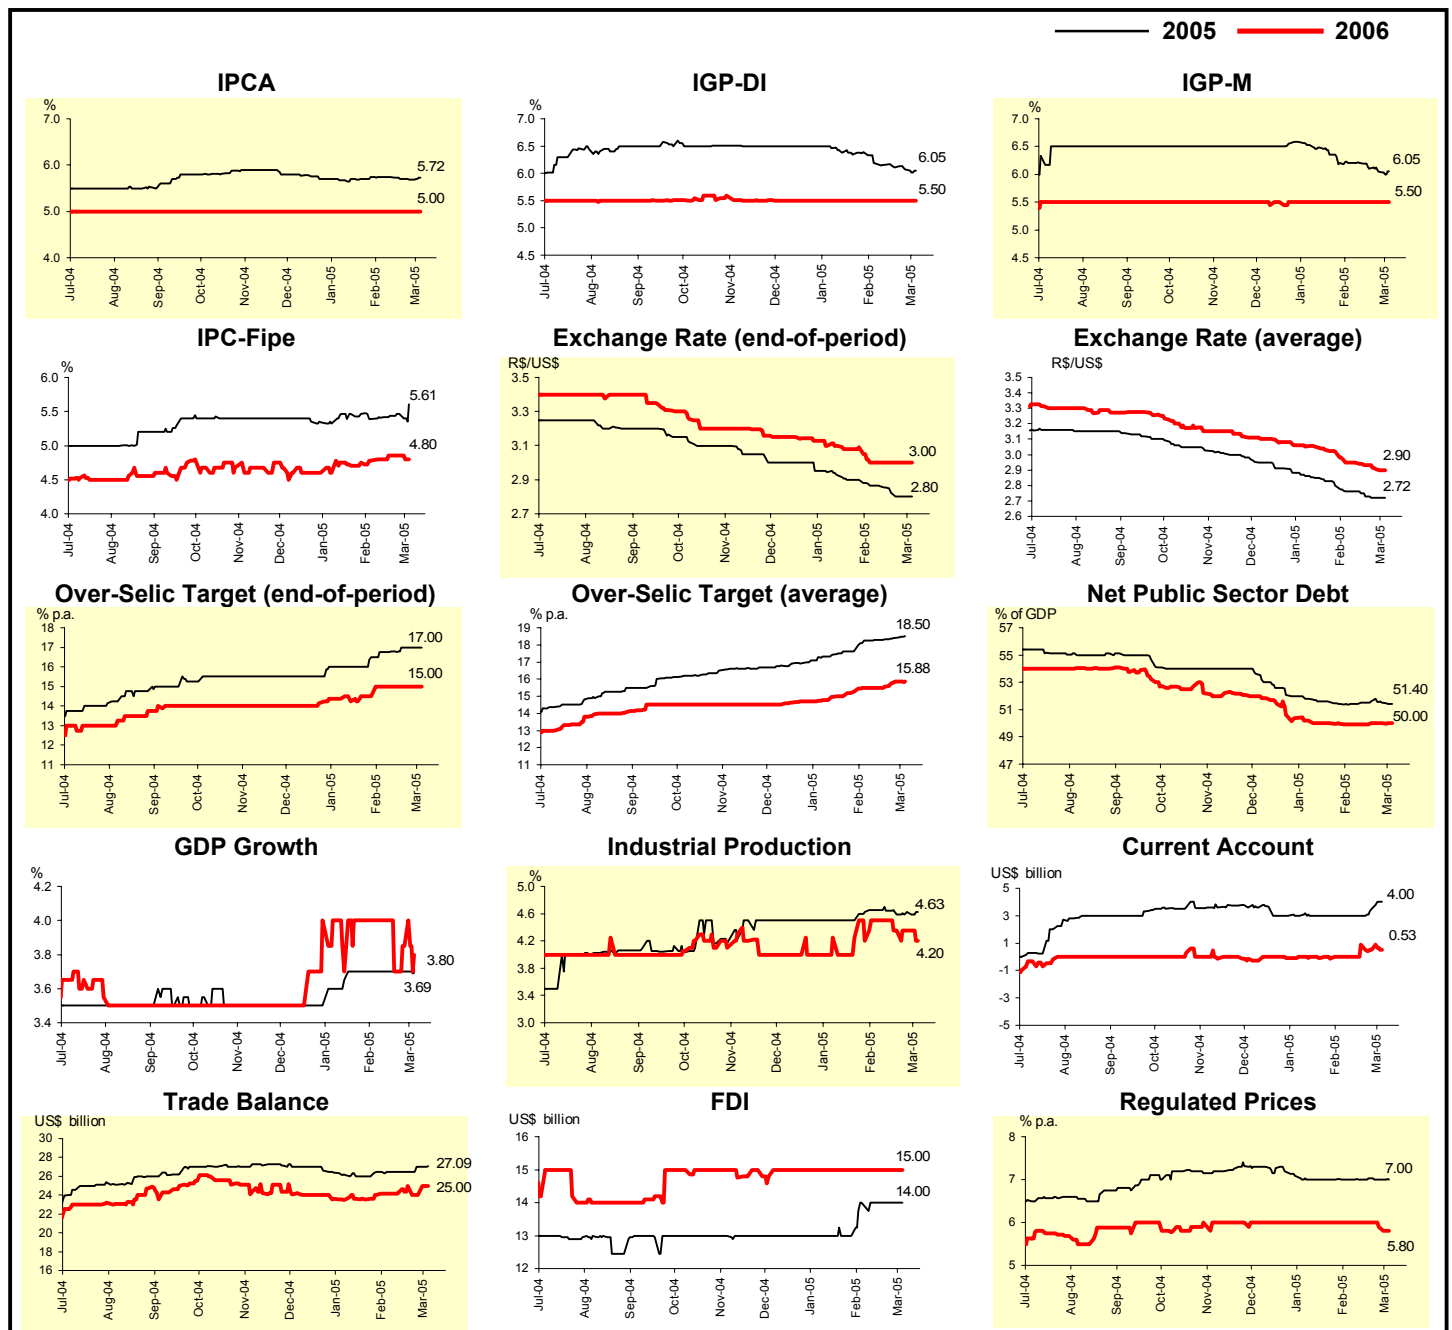 2005 2006
IPCA IGP-DI IGP-M
% % %
7.0 7.0 7.0
6.5 6.5
6.0 5.72 6.0 6.05 6.0 6.05
5.00 5.50 5.50
5.0 5.5 5.5
5.0 5.0
4.0 4.5 4.5
Jul-04 Aug-04 Sep-04 Oct-04 Nov-04 Dec-04 Jan-05 Feb-05 Mar-05 Jul-04 Aug-04 Sep-04 Oct-04 Nov-04 Dec-04 Jan-05 Feb-05 Mar-05 Jul-04 Aug-04 Sep-04 Oct-04 Nov-04 Dec-04 Jan-05 Feb-05 Mar-05
IPC-Fipe Exchange Rate (end-of-period) Exchange Rate (average)
% R$/US$ R$/US$
6.0 3.5 3.5
5.61 3.4
5.5 3.3 3.3
3.2
5.0 3.1 3.1
4.80 3.00 3.0 2.90
4.5 2.9 2.9
2.80 2.8 2.72
2.7
4.0 2.7 2.6
Jul-04 Aug-04 Sep-04 Oct-04 Nov-04 Dec-04 Jan-05 Feb-05 Mar-05 Jul-04 Aug-04 Sep-04 Oct-04 Nov-04 Dec-04 Jan-05 Feb-05 Mar-05 Jul-04 Aug-04 Sep-04 Oct-04 Nov-04 Dec-04 Jan-05 Feb-05 Mar-05
Over-Selic Target (end-of-period) Over-Selic Target (average) Net Public Sector Debt
% p.a. % p.a. % of GDP
18 19 57
17 17.00 18 18.50
16 17 55
15 15.00 16 15.88 53
14 15 51 51.40
13 14 50.00
12 13 49
12
11 11 47
Jul-04 Aug-04 Sep-04 Oct-04 Nov-04 Dec-04 Jan-05 Feb-05 Mar-05 Jul-04 Aug-04 Sep-04 Oct-04 Nov-04 Dec-04 Jan-05 Feb-05 Mar-05 Jul-04 Aug-04 Sep-04 Oct-04 Nov-04 Dec-04 Jan-05 Feb-05 Mar-05
GDP Growth Industrial Production Current Account
% % US$ billion
4.2 5.0 5
4.0 4.6 4.63 3 4.00
4.2 4.20 1 0.53
3.8 3.80 3.8 -1
3.6 3.69 3.4 -3
3.4 3.0 -5
Jul-04 Aug-04 Sep-04 Oct-04 Nov-04 Dec-04 Jan-05 Feb-05 Mar-05 Jul-04 Aug-04 Sep-04 Oct-04 Nov-04 Dec-04 Jan-05 Feb-05 Mar-05 Jul-04 Aug-04 Sep-04 Oct-04 Nov-04 Dec-04 Jan-05 Feb-05 Mar-05
Trade Balance FDI Regulated Prices
US$ billion US$ billion % p.a.
30 16 8
28 27.09
26 25.00 15 15.00 7 7.00
24 14.00
22 14 6
20 5.80
18 13
16 12 5
Jul-04 Aug-04 Sep-04 Oct-04 Nov-04 Dec-04 Jan-05 Feb-05 Mar-05 Jul-04 Aug-04 Sep-04 Oct-04 Nov-04 Dec-04 Jan-05 Feb-05 Mar-05 Jul-04 Aug-04 Sep-04 Oct-04 Nov-04 Dec-04 Jan-05 Feb-05 Mar-05